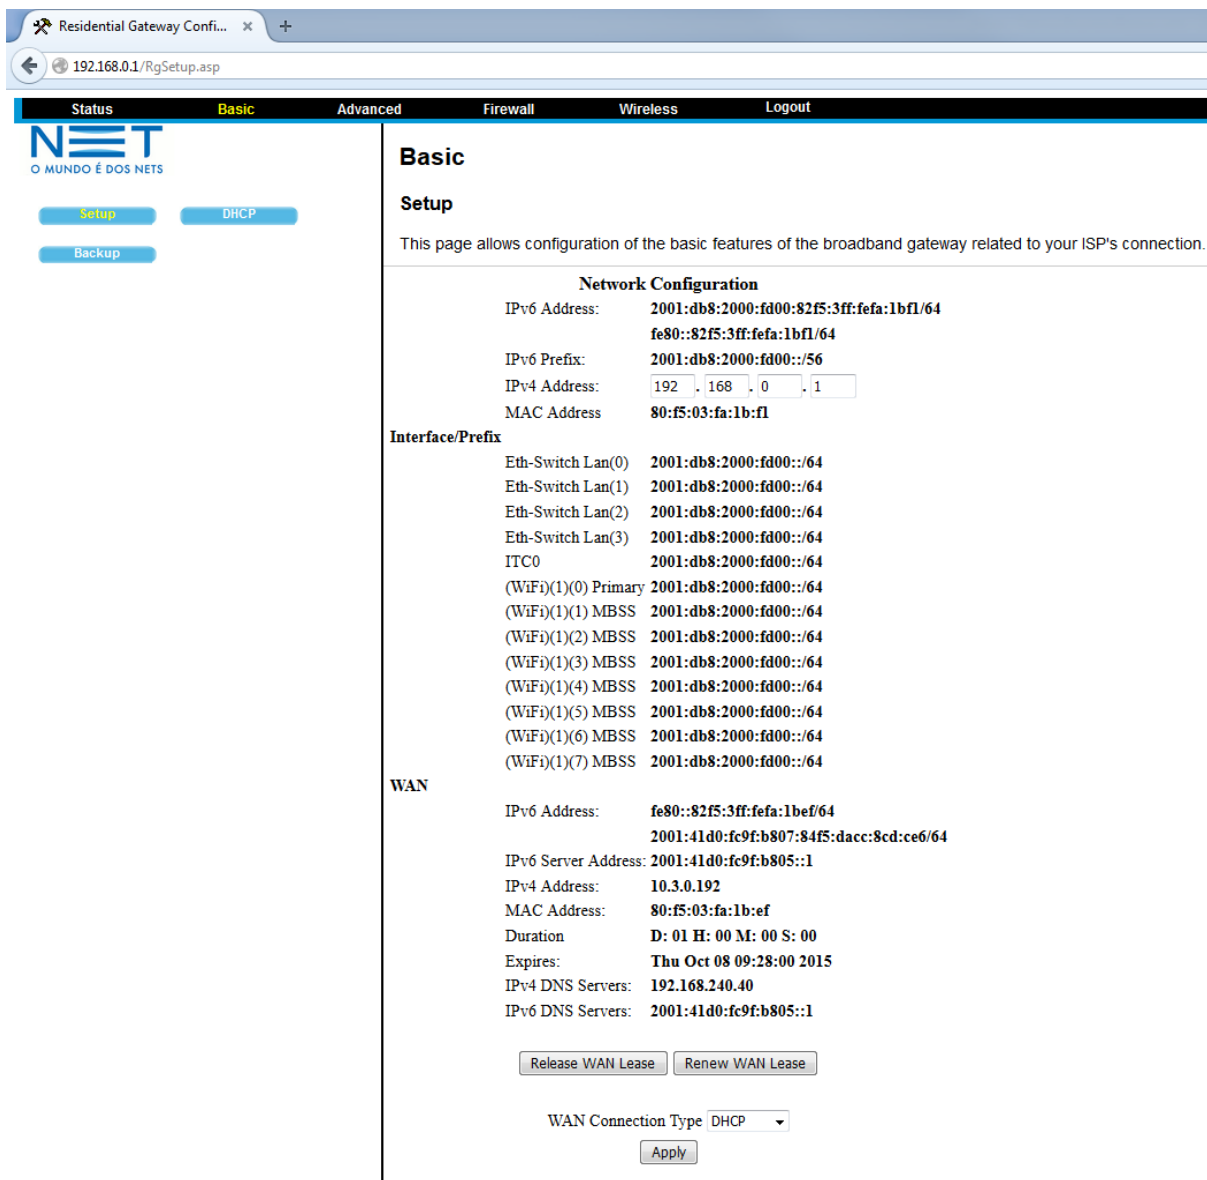 Residential Gateway Confi... × +
192.168.0.1/RgSetup.asp
Status Basic Advanced Firewall Wireless Logout
NET
O MUNDO É DOS NETS
Setup DHCP
Backup
Basic
Setup
This page allows configuration of the basic features of the broadband gateway related to your ISP's connection.
Network Configuration
IPv6 Address: 2001:db8:2000:fd00:82f5:3ff:fefa:1bf1/64
fe80::82f5:3ff:fefa:1bf1/64
IPv6 Prefix: 2001:db8:2000:fd00::/56
IPv4 Address: 192 . 168 . 0 . 1
MAC Address 80:f5:03:fa:1b:f1
Interface/Prefix
Eth-Switch Lan(0) 2001:db8:2000:fd00::/64
Eth-Switch Lan(1) 2001:db8:2000:fd00::/64
Eth-Switch Lan(2) 2001:db8:2000:fd00::/64
Eth-Switch Lan(3) 2001:db8:2000:fd00::/64
ITC0 2001:db8:2000:fd00::/64
(WiFi)(1)(0) Primary 2001:db8:2000:fd00::/64
(WiFi)(1)(1) MBSS 2001:db8:2000:fd00::/64
(WiFi)(1)(2) MBSS 2001:db8:2000:fd00::/64
(WiFi)(1)(3) MBSS 2001:db8:2000:fd00::/64
(WiFi)(1)(4) MBSS 2001:db8:2000:fd00::/64
(WiFi)(1)(5) MBSS 2001:db8:2000:fd00::/64
(WiFi)(1)(6) MBSS 2001:db8:2000:fd00::/64
(WiFi)(1)(7) MBSS 2001:db8:2000:fd00::/64
WAN
IPv6 Address: fe80::82f5:3ff:fefa:1bef/64
2001:41d0:fc9f:b807:84f5:dacc:8cd:ce6/64
IPv6 Server Address: 2001:41d0:fc9f:b805::1
IPv4 Address: 10.3.0.192
MAC Address: 80:f5:03:fa:1b:ef
Duration D: 01 H: 00 M: 00 S: 00
Expires: Thu Oct 08 09:28:00 2015
IPv4 DNS Servers: 192.168.240.40
IPv6 DNS Servers: 2001:41d0:fc9f:b805::1
Release WAN Lease Renew WAN Lease
WAN Connection Type DHCP
Apply